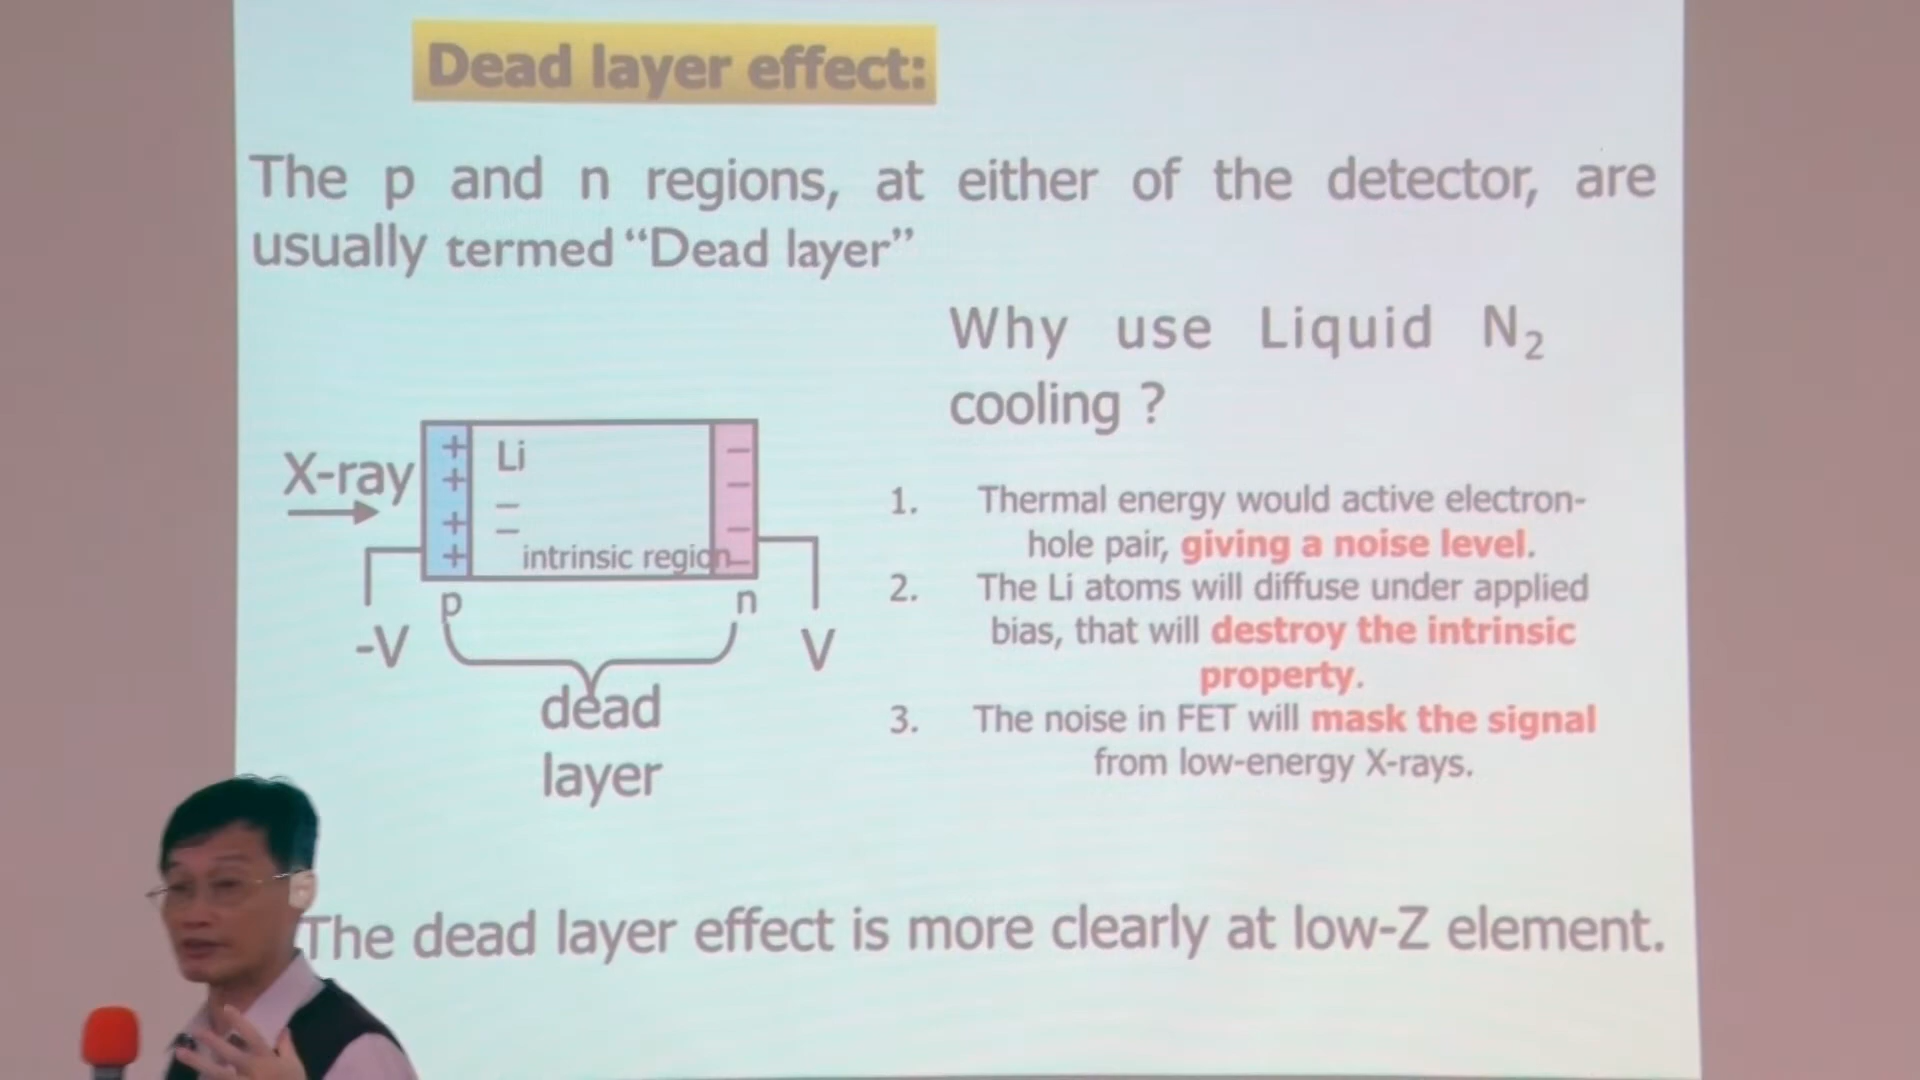 Dead layer effect:
The p and n regions, at either of the detector, are
usually termed “Dead layer”
Why use Liquid N₂
cooling ?
X-ray
+
+
+
+
Li
–
–
intrinsic region
–
–
–
–
p
n
-V
V
dead
layer
1. Thermal energy would active electron-
hole pair, giving a noise level.
2. The Li atoms will diffuse under applied
bias, that will destroy the intrinsic
property.
3. The noise in FET will mask the signal
from low-energy X-rays.
The dead layer effect is more clearly at low-Z element.